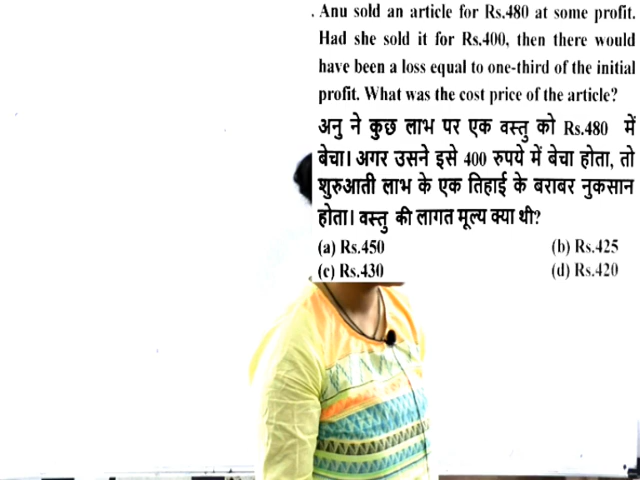 . Anu sold an article for Rs.480 at some profit.
Had she sold it for Rs.400, then there would
have been a loss equal to one-third of the initial
profit. What was the cost price of the article?
अनु ने कुछ लाभ पर एक वस्तु को Rs.480 में
बेचा। अगर उसने इसे 400 रुपये में बेचा होता, तो
शुरुआती लाभ के एक तिहाई के बराबर नुकसान
होता। वस्तु की लागत मूल्य क्या थी?
(a) Rs.450 (b) Rs.425
(c) Rs.430 (d) Rs.420